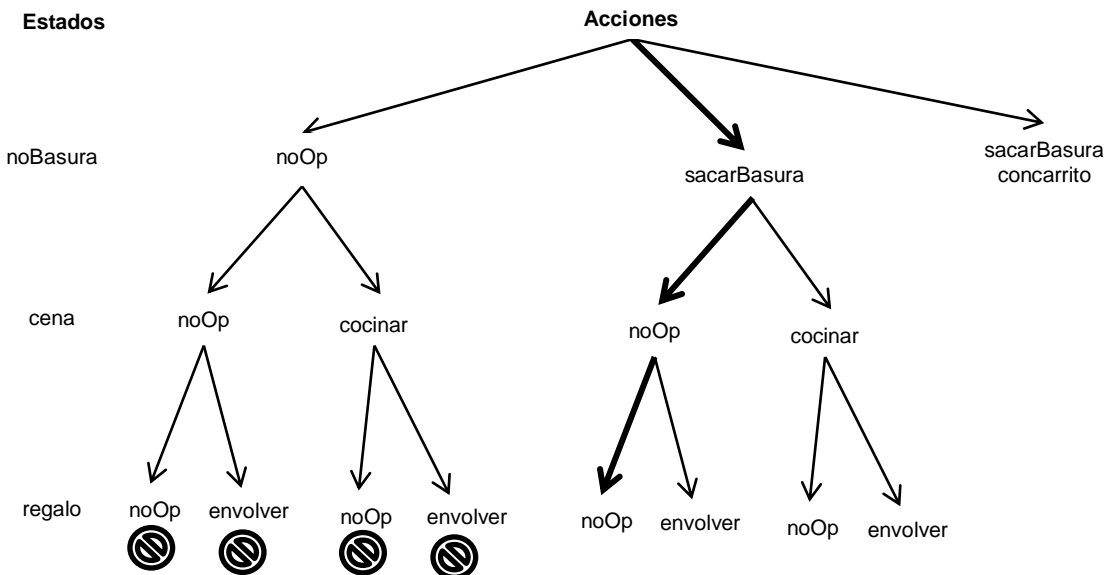 Estados
Acciones
noBasura
noOp
sacarBasura
sacarBasura
concarrito
cena
noOp
cocinar
noOp
cocinar
regalo
noOp
envolver
noOp
envolver
noOp
envolver
noOp
envolver